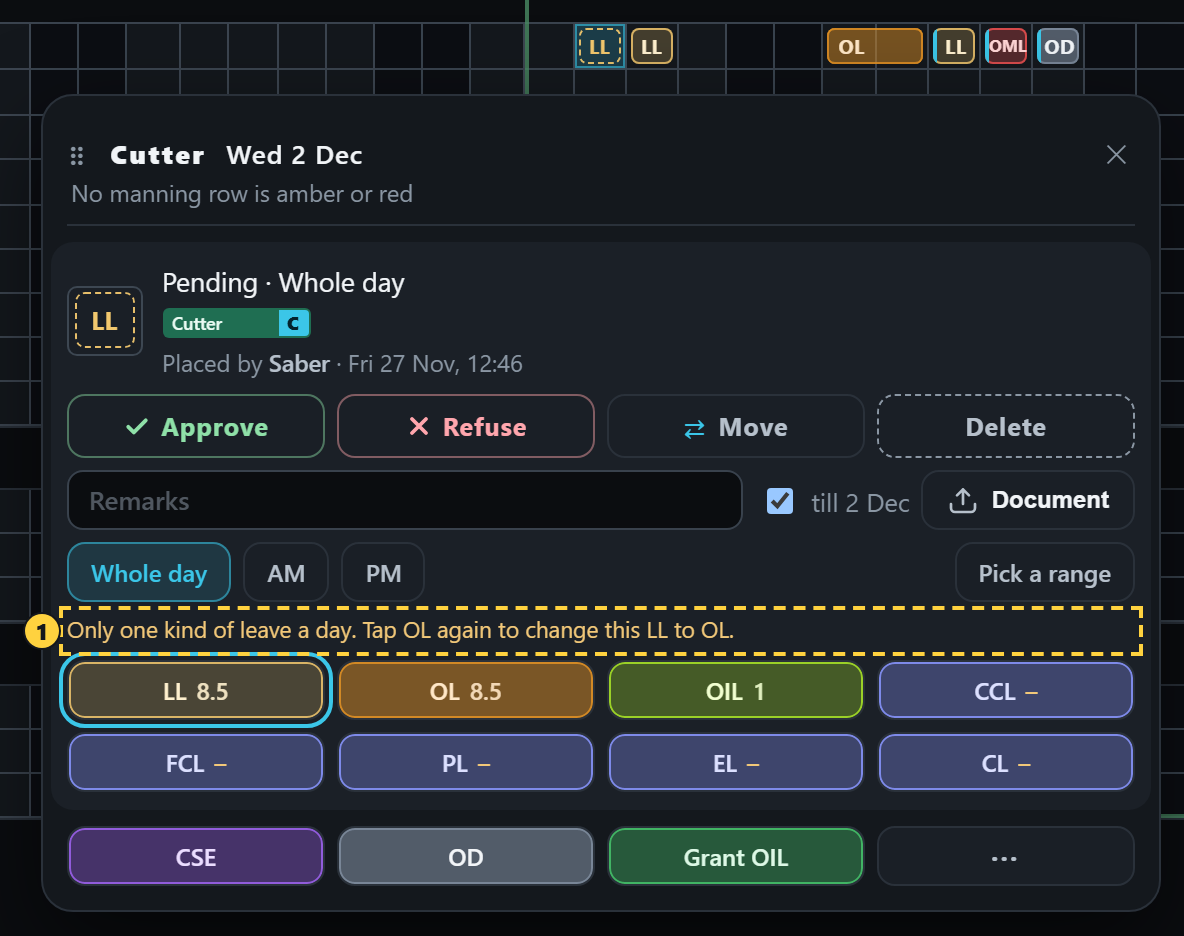 LL LL OL LL OML OD
Cutter Wed 2 Dec
No manning row is amber or red
LL
Pending · Whole day
Cutter C
Placed by Saber · Fri 27 Nov, 12:46
Approve Refuse Move Delete
Remarks till 2 Dec Document
Whole day AM PM Pick a range
1 Only one kind of leave a day. Tap OL again to change this LL to OL.
LL 8.5 OL 8.5 OIL 1 CCL –
FCL – PL – EL – CL –
CSE OD Grant OIL ···